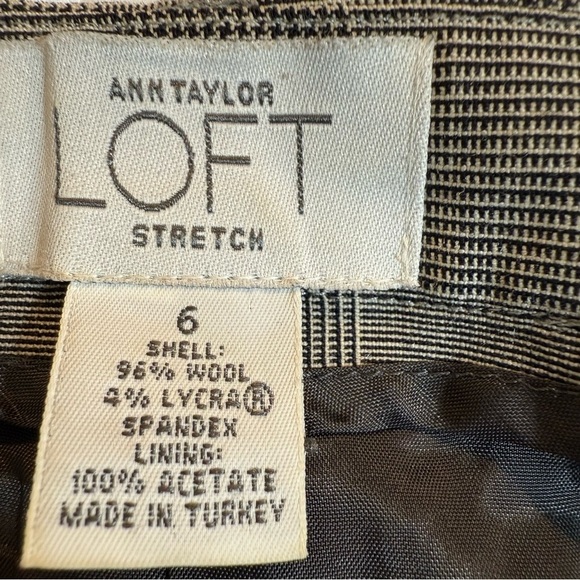 ANN TAYLOR
LOFT
STRETCH
6
SHELL:
96% WOOL
4% LYCRA®
SPANDEX
LINING:
100% ACETATE
MADE IN TURKEY